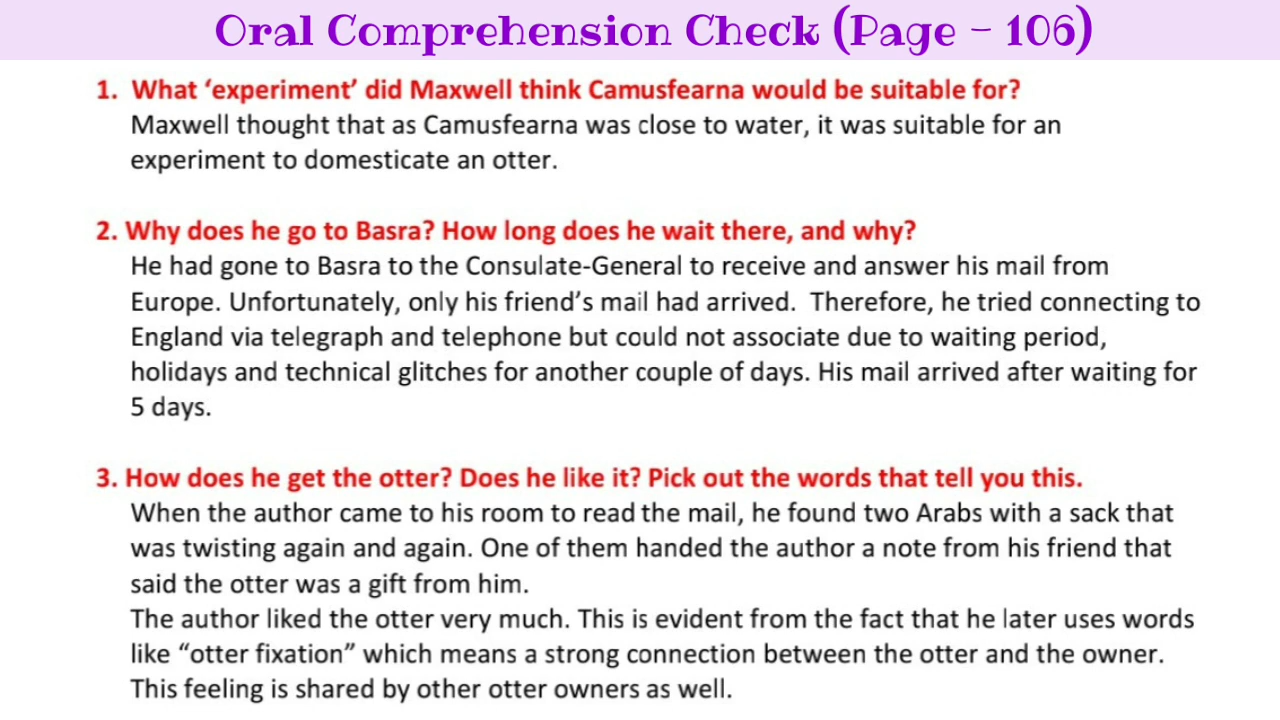 Oral Comprehension Check (Page - 106)
1. What ‘experiment’ did Maxwell think Camusfearna would be suitable for?
Maxwell thought that as Camusfearna was close to water, it was suitable for an
experiment to domesticate an otter.
2. Why does he go to Basra? How long does he wait there, and why?
He had gone to Basra to the Consulate-General to receive and answer his mail from
Europe. Unfortunately, only his friend’s mail had arrived. Therefore, he tried connecting to
England via telegraph and telephone but could not associate due to waiting period,
holidays and technical glitches for another couple of days. His mail arrived after waiting for
5 days.
3. How does he get the otter? Does he like it? Pick out the words that tell you this.
When the author came to his room to read the mail, he found two Arabs with a sack that
was twisting again and again. One of them handed the author a note from his friend that
said the otter was a gift from him.
The author liked the otter very much. This is evident from the fact that he later uses words
like “otter fixation” which means a strong connection between the otter and the owner.
This feeling is shared by other otter owners as well.